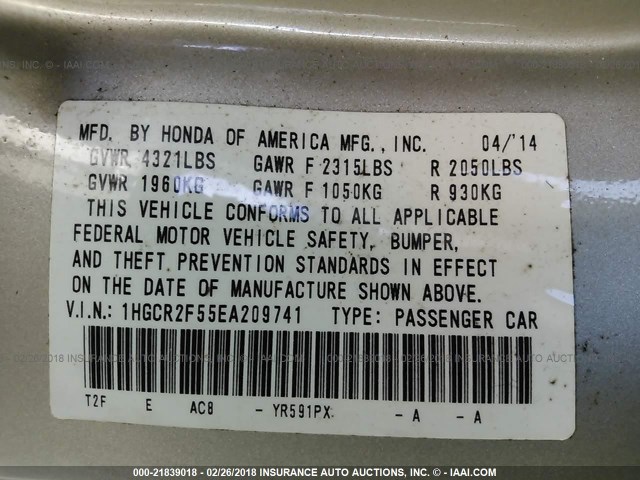 MFD. BY HONDA OF AMERICA MFG., INC. 04/'14
GVWR 4321LBS GAWR F 2315LBS R 2050LBS
GVWR 1960KG GAWR F 1050KG R 930KG
THIS VEHICLE CONFORMS TO ALL APPLICABLE
FEDERAL MOTOR VEHICLE SAFETY, BUMPER,
AND THEFT PREVENTION STANDARDS IN EFFECT
ON THE DATE OF MANUFACTURE SHOWN ABOVE.
V.I.N.: 1HGCR2F55EA209741 TYPE: PASSENGER CAR
T2F E AC8 - YR591PX - A - A
000-21839018 - 02/26/2018 INSURANCE AUTO AUCTIONS, INC. - IAAI.COM